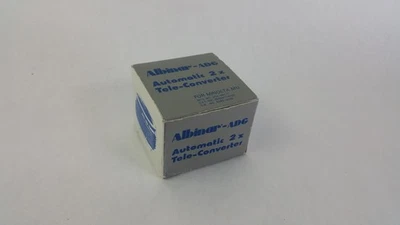 Albinar-ADG
Automatic 2x
Tele-Converter
Albinar-ADG
Automatic 2x
Tele-Converter